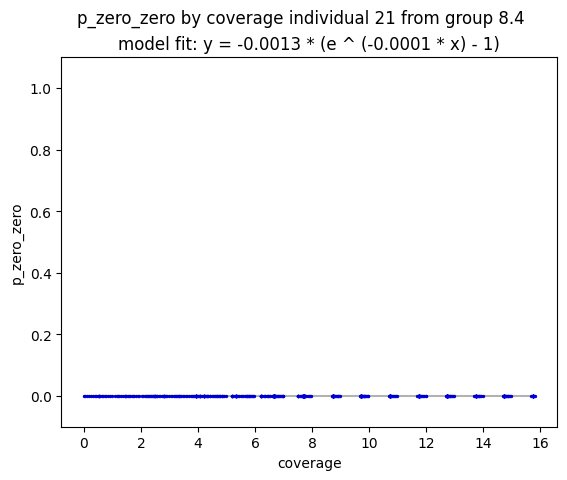 p_zero_zero by coverage individual 21 from group 8.4
model fit: y = -0.0013 * (e ^ (-0.0001 * x) - 1)
1.0
0.8
0.6
0.4
0.2
0.0
p_zero_zero
0 2 4 6 8 10 12 14 16
coverage